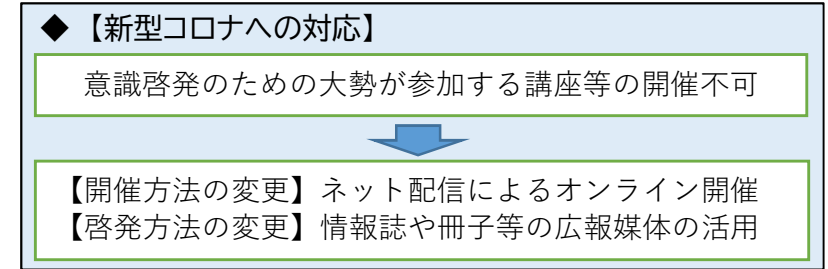 ◆【新型コロナへの対応】
意識啓発のための大勢が参加する講座等の開催不可
【開催方法の変更】ネット配信によるオンライン開催
【啓発方法の変更】情報誌や冊子等の広報媒体の活用